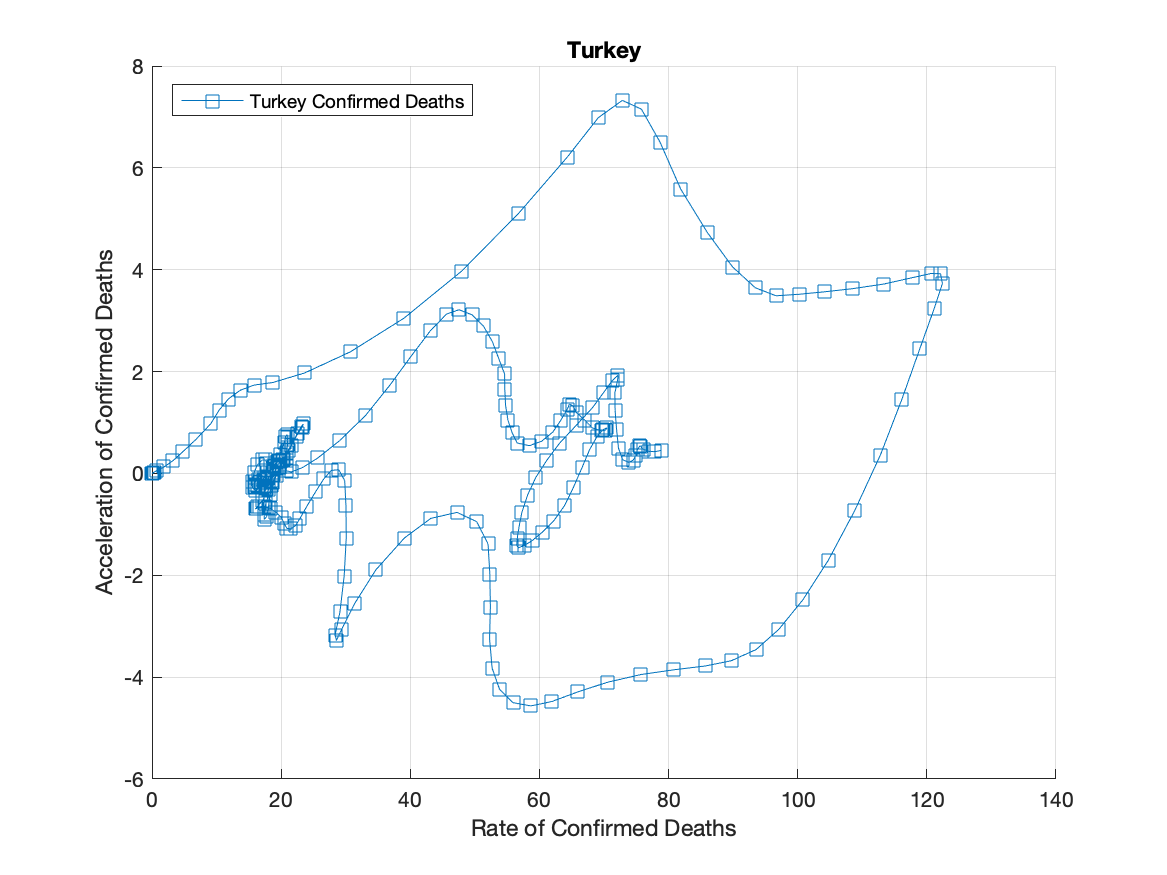 Turkey
Turkey Confirmed Deaths
8
6
4
2
0
-2
-4
-6
Acceleration of Confirmed Deaths
0 20 40 60 80 100 120 140
Rate of Confirmed Deaths